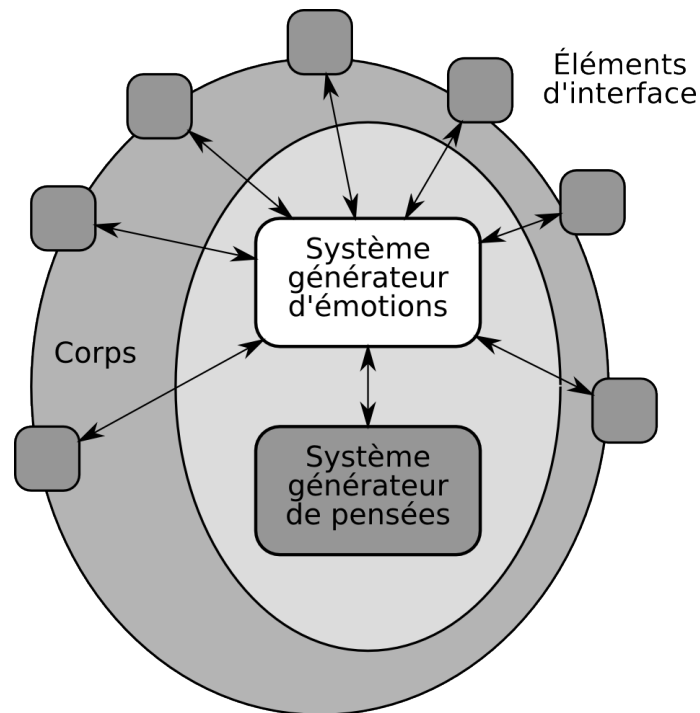 Éléments
d'interface
Système
générateur
d'émotions
Corps
Système
générateur
de pensées